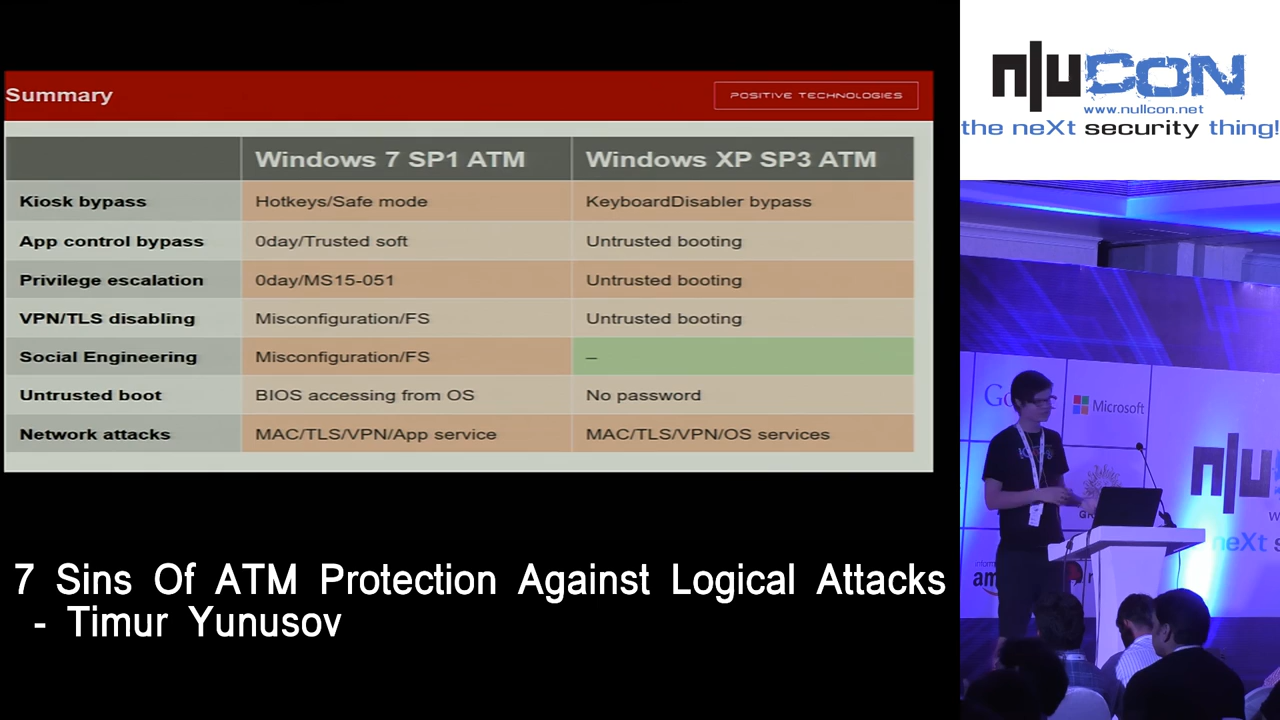 Summary
POSITIVE TECHNOLOGIES
Windows 7 SP1 ATM Windows XP SP3 ATM
Kiosk bypass Hotkeys/Safe mode KeyboardDisabler bypass
App control bypass 0day/Trusted soft Untrusted booting
Privilege escalation 0day/MS15-051 Untrusted booting
VPN/TLS disabling Misconfiguration/FS Untrusted booting
Social Engineering Misconfiguration/FS –
Untrusted boot BIOS accessing from OS No password
Network attacks MAC/TLS/VPN/App service MAC/TLS/VPN/OS services
7 Sins Of ATM Protection Against Logical Attacks
- Timur Yunusov
n|uCON
www.nullcon.net
the neXt security thing!
Microsoft
n|u
neXt s